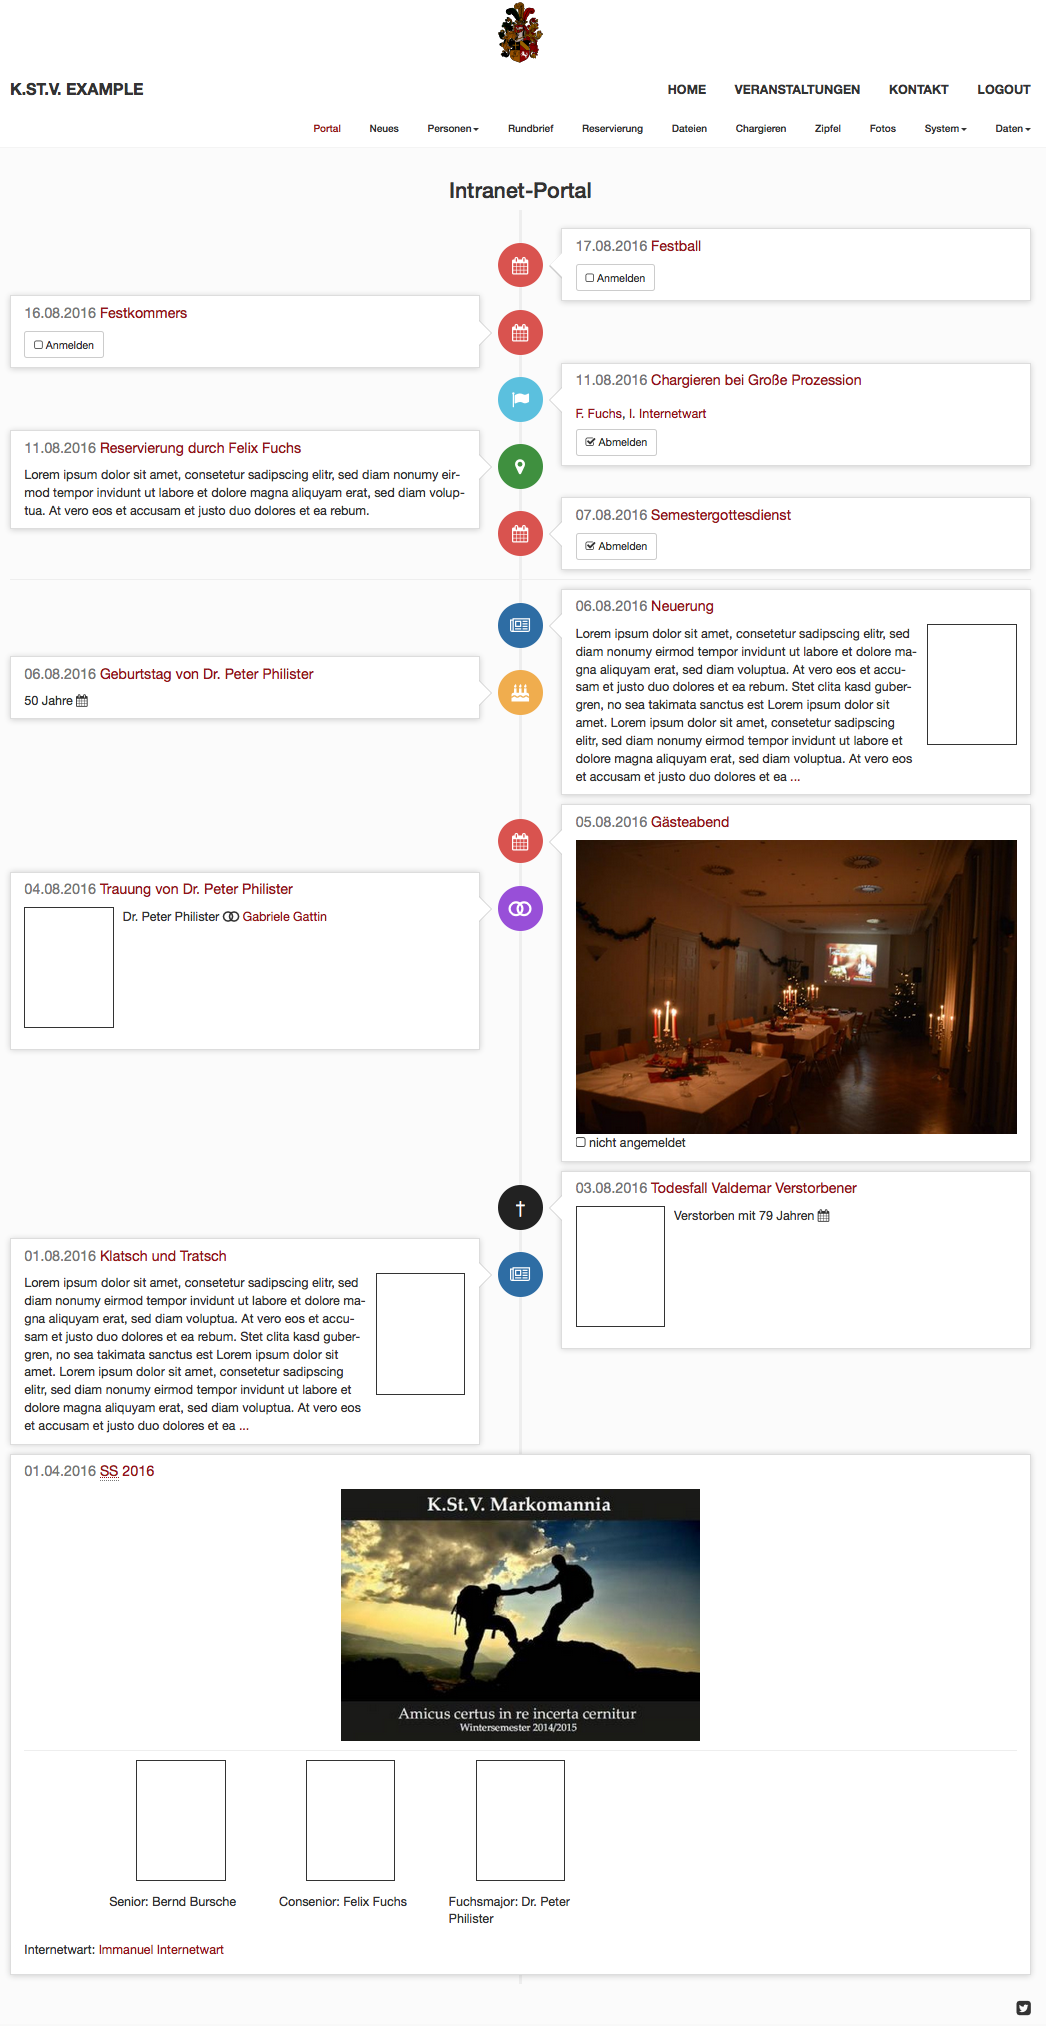 K.ST.V. EXAMPLE
HOME VERANSTALTUNGEN KONTAKT LOGOUT
Portal Neues Personen Rundbrief Reservierung Dateien Chargieren Zipfel Fotos System Daten
Intranet-Portal
17.08.2016 Festball
Anmelden
16.08.2016 Festkommers
Anmelden
11.08.2016 Chargieren bei Große Prozession
F. Fuchs, I. Internetwart
Abmelden
11.08.2016 Reservierung durch Felix Fuchs
Lorem ipsum dolor sit amet, consetetur sadipscing elitr, sed diam nonumy eir-
mod tempor invidunt ut labore et dolore magna aliquyam erat, sed diam volup-
tua. At vero eos et accusam et justo duo dolores et ea rebum.
07.08.2016 Semestergottesdienst
Abmelden
06.08.2016 Neuerung
Lorem ipsum dolor sit amet, consetetur sadipscing elitr, sed
diam nonumy eirmod tempor invidunt ut labore et dolore ma-
gna aliquyam erat, sed diam voluptua. At vero eos et accu-
sam et justo duo dolores et ea rebum. Stet clita kasd guber-
gren, no sea takimata sanctus est Lorem ipsum dolor sit
amet. Lorem ipsum dolor sit amet, consetetur sadipscing
elitr, sed diam nonumy eirmod tempor invidunt ut labore et
dolore magna aliquyam erat, sed diam voluptua. At vero eos
et accusam et justo duo dolores et ea ...
06.08.2016 Geburtstag von Dr. Peter Philister
50 Jahre
05.08.2016 Gästeabend
nicht angemeldet
04.08.2016 Trauung von Dr. Peter Philister
Dr. Peter Philister Gabriele Gattin
03.08.2016 Todesfall Valdemar Verstorbener
Verstorben mit 79 Jahren
01.08.2016 Klatsch und Tratsch
Lorem ipsum dolor sit amet, consetetur sadipscing elitr, sed
diam nonumy eirmod tempor invidunt ut labore et dolore ma-
gna aliquyam erat, sed diam voluptua. At vero eos et accu-
sam et justo duo dolores et ea rebum. Stet clita kasd guber-
gren, no sea takimata sanctus est Lorem ipsum dolor sit
amet. Lorem ipsum dolor sit amet, consetetur sadipscing
elitr, sed diam nonumy eirmod tempor invidunt ut labore et
dolore magna aliquyam erat, sed diam voluptua. At vero eos
et accusam et justo duo dolores et ea ...
01.04.2016 SS 2016
K.St.V. Markomannia
Amicus certus in re incerta cernitur
Wintersemester 2014/2015
Senior: Bernd Bursche
Consenior: Felix Fuchs
Fuchsmajor: Dr. Peter
Philister
Internetwart: Immanuel Internetwart